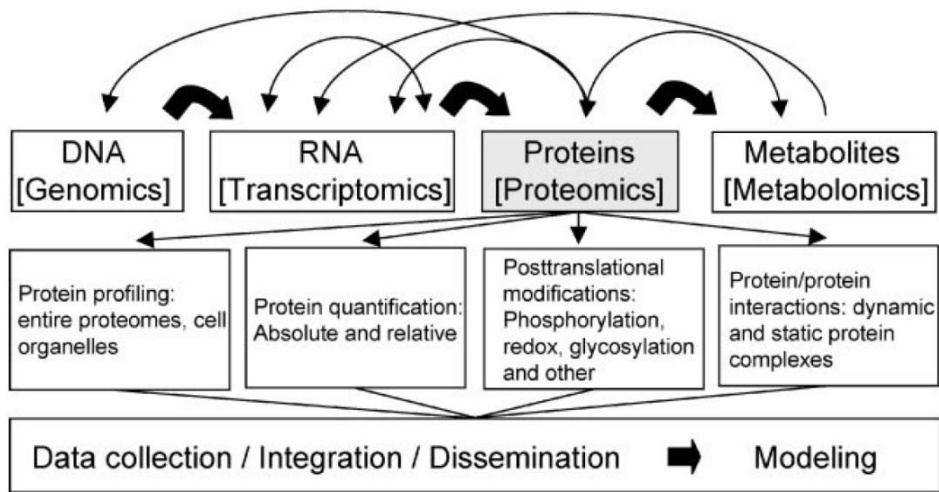 DNA
[Genomics]
RNA
[Transcriptomics]
Proteins
[Proteomics]
Metabolites
[Metabolomics]
Protein profiling:
entire proteomes, cell
organelles
Protein quantification:
Absolute and relative
Posttranslational
modifications:
Phosphorylation,
redox, glycosylation
and other
Protein/protein
interactions: dynamic
and static protein
complexes
Data collection / Integration / Dissemination
Modeling